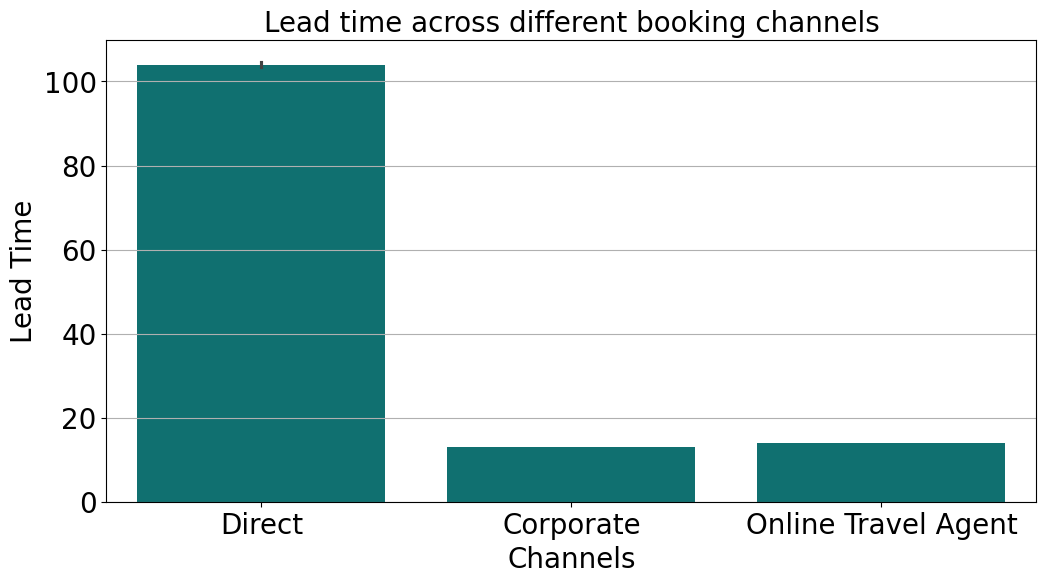 Lead time across different booking channels
Lead Time
100
80
60
40
20
0
Direct
Corporate
Online Travel Agent
Channels